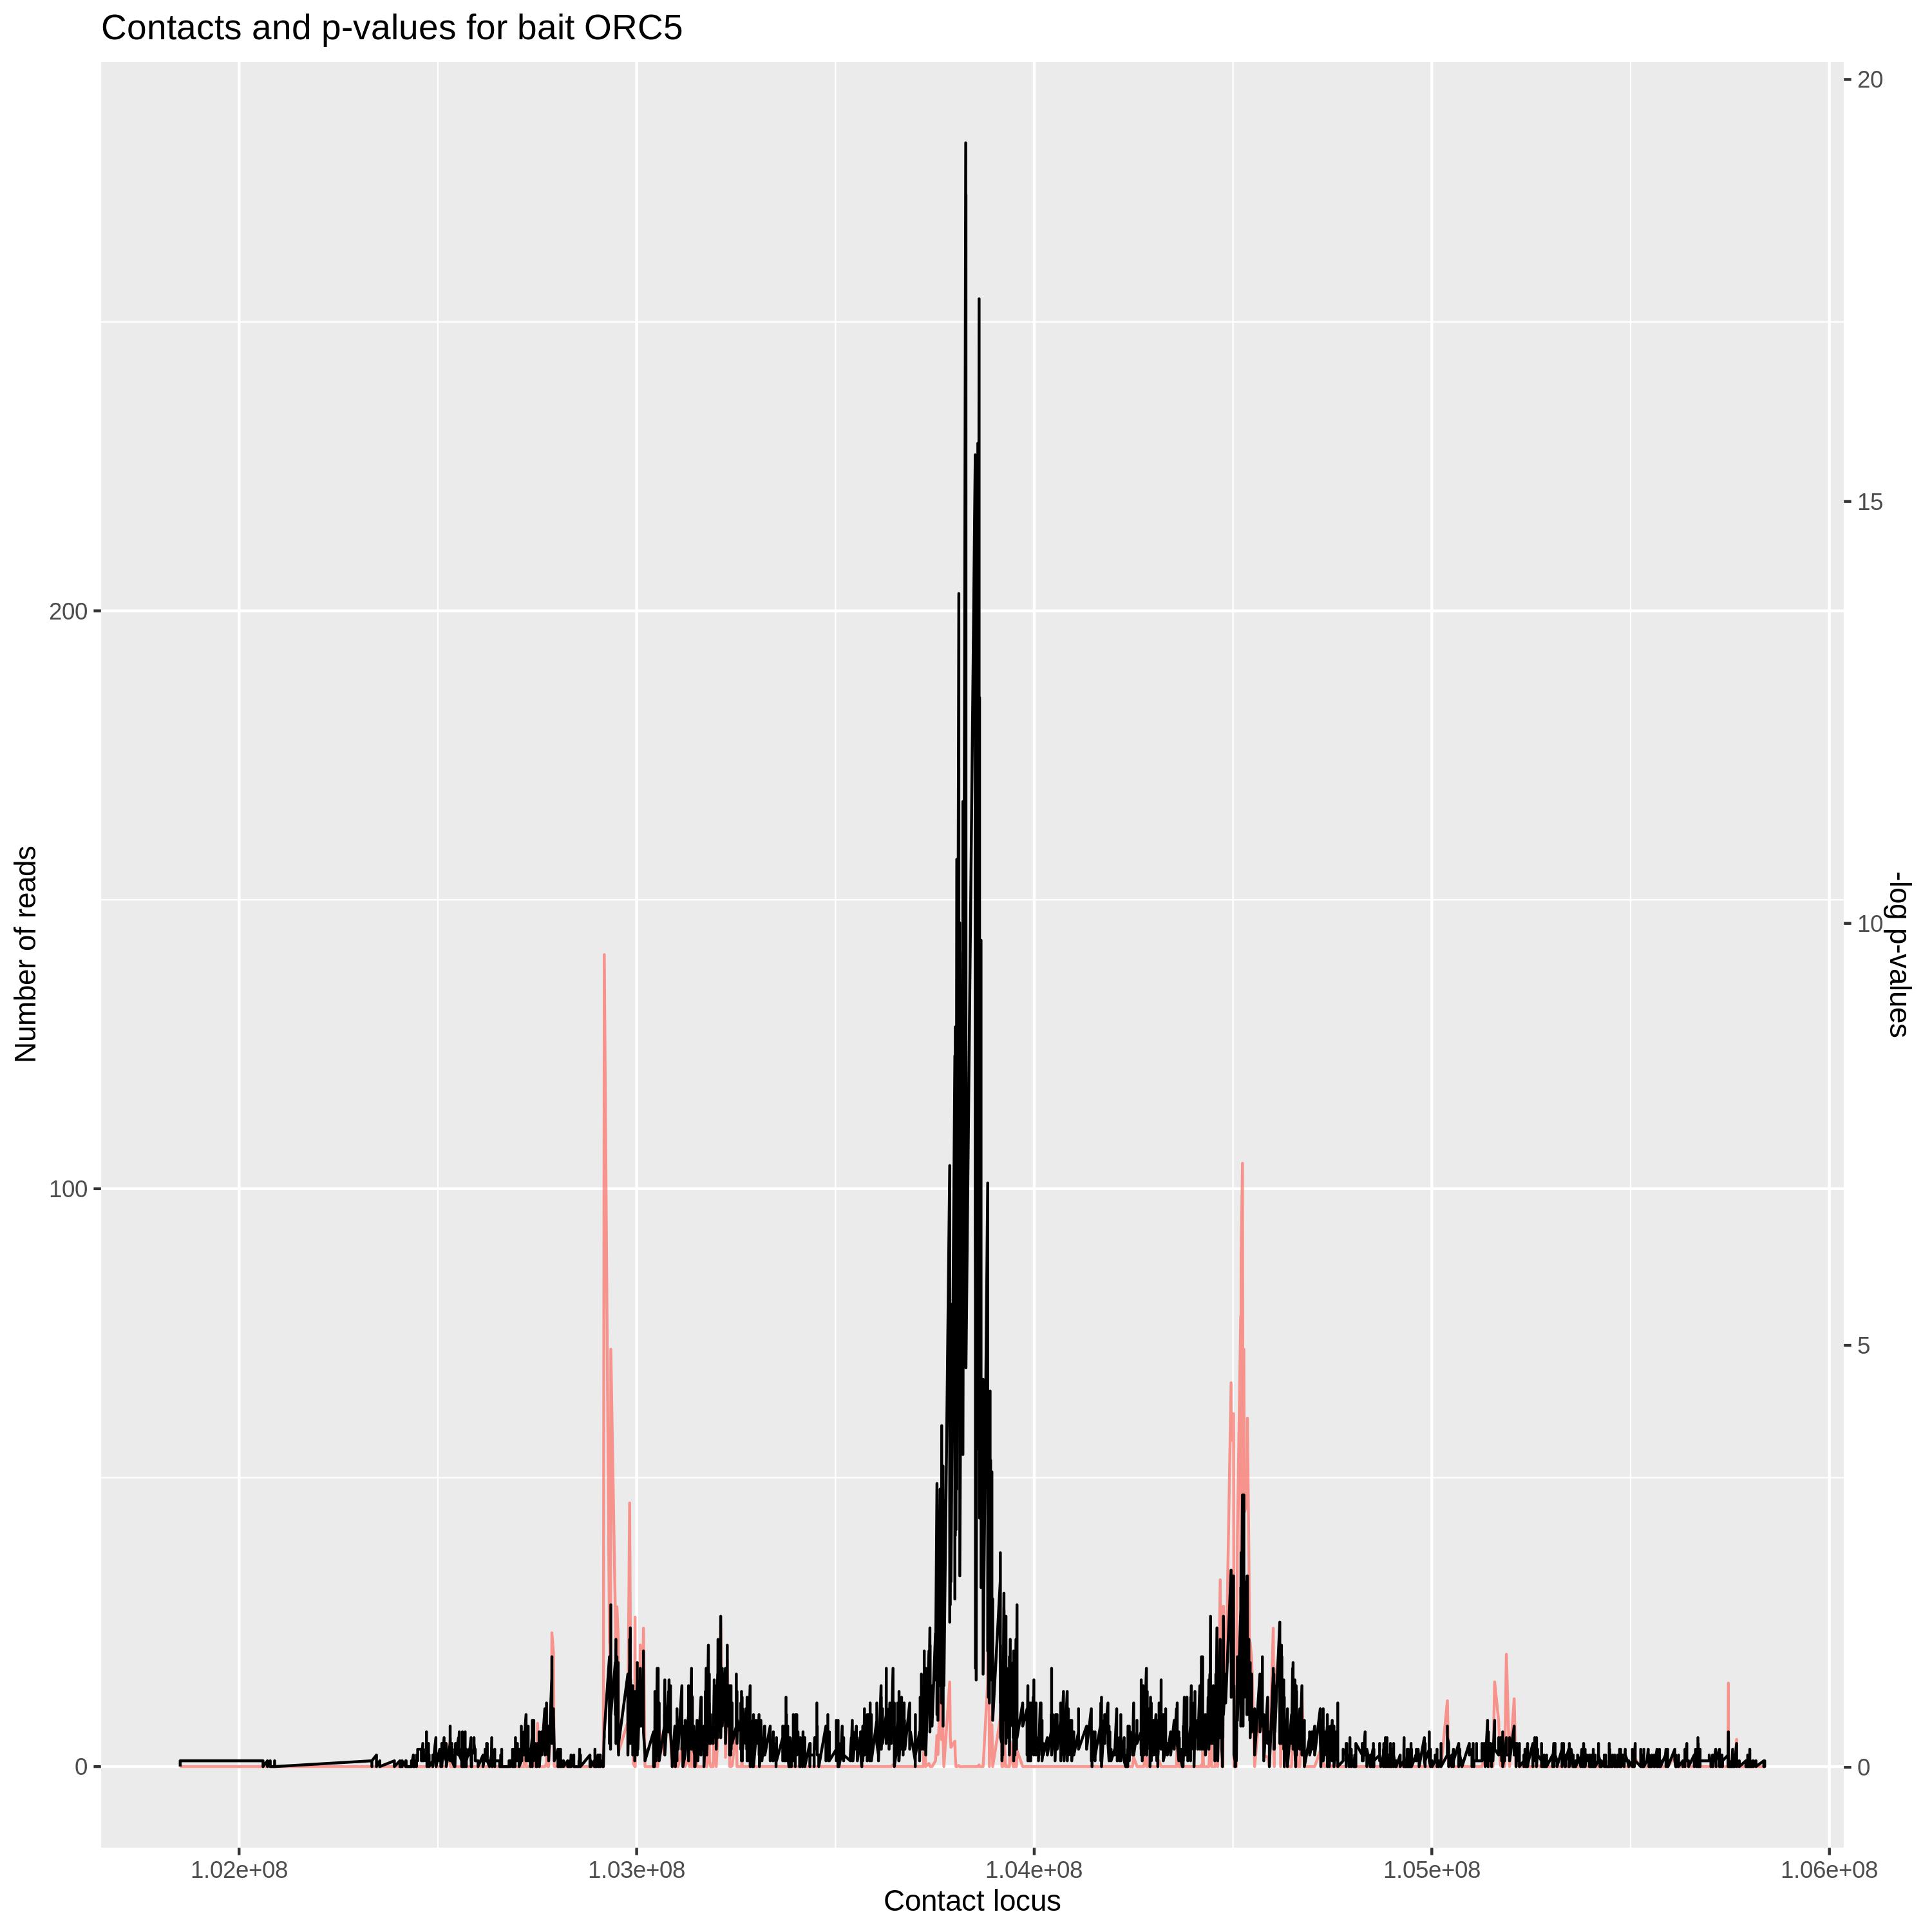 Contacts and p-values for bait ORC5
Number of reads
200
100
0
20
15
10
5
0
-log p-values
1.02e+08
1.03e+08
1.04e+08
1.05e+08
1.06e+08
Contact locus